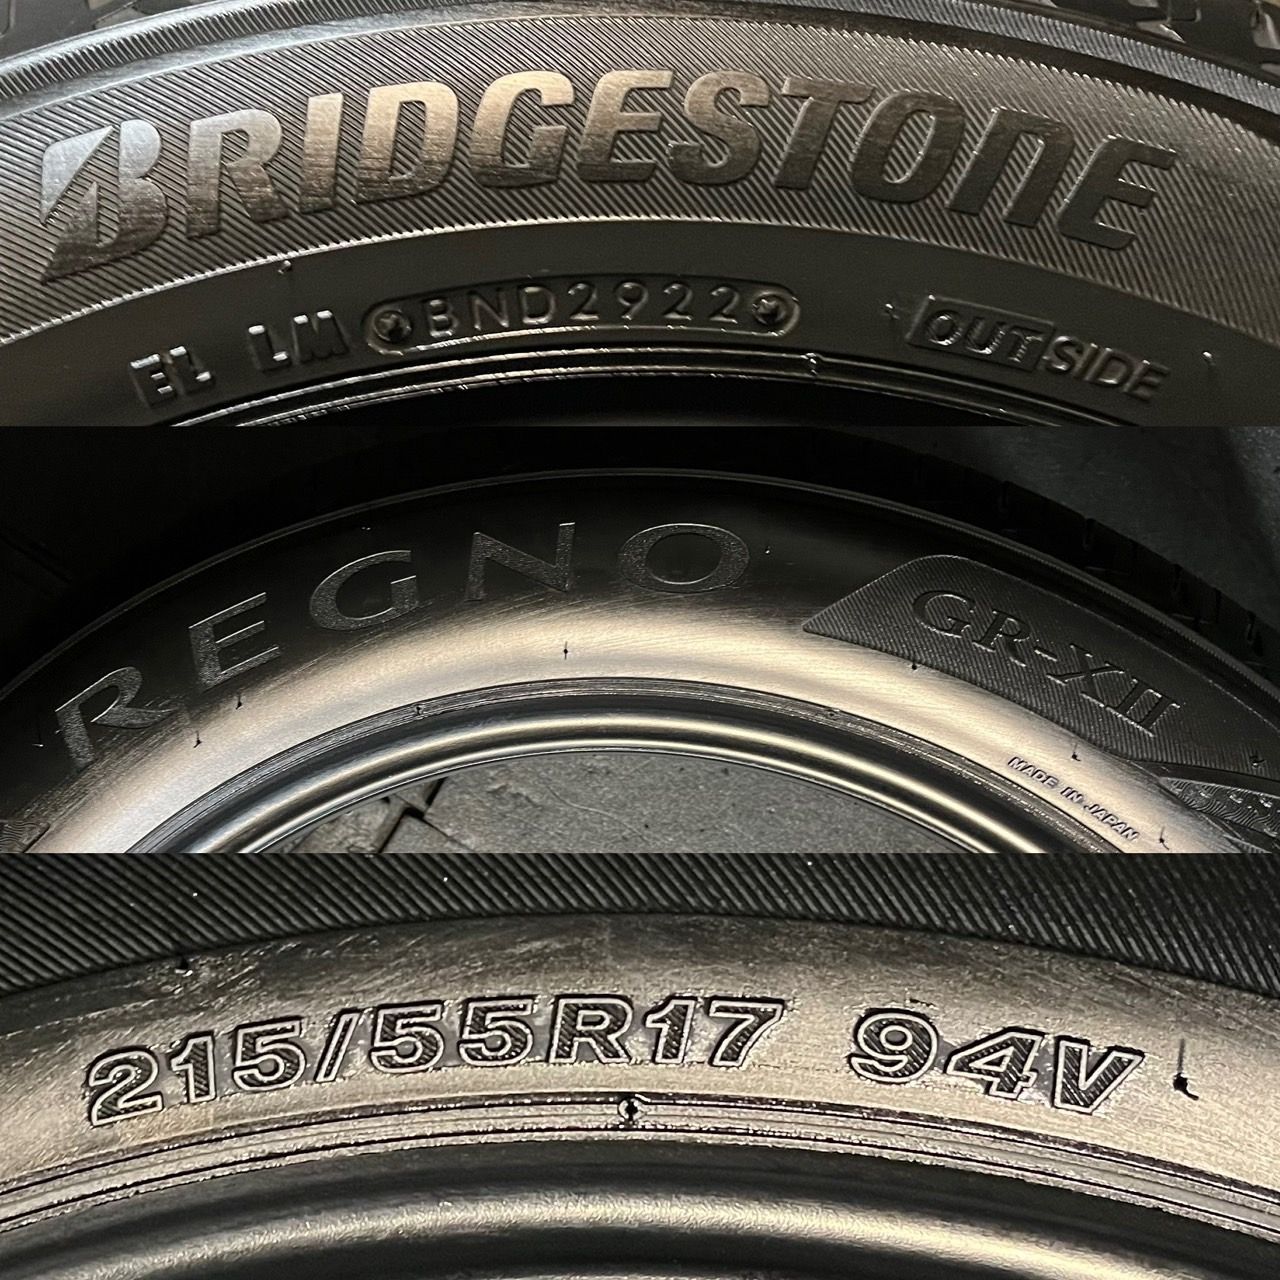 BRIDGESTONE
EL LM BND2922 OUTSIDE
REGNO GR-XII
MADE IN JAPAN
215/55R17 94V